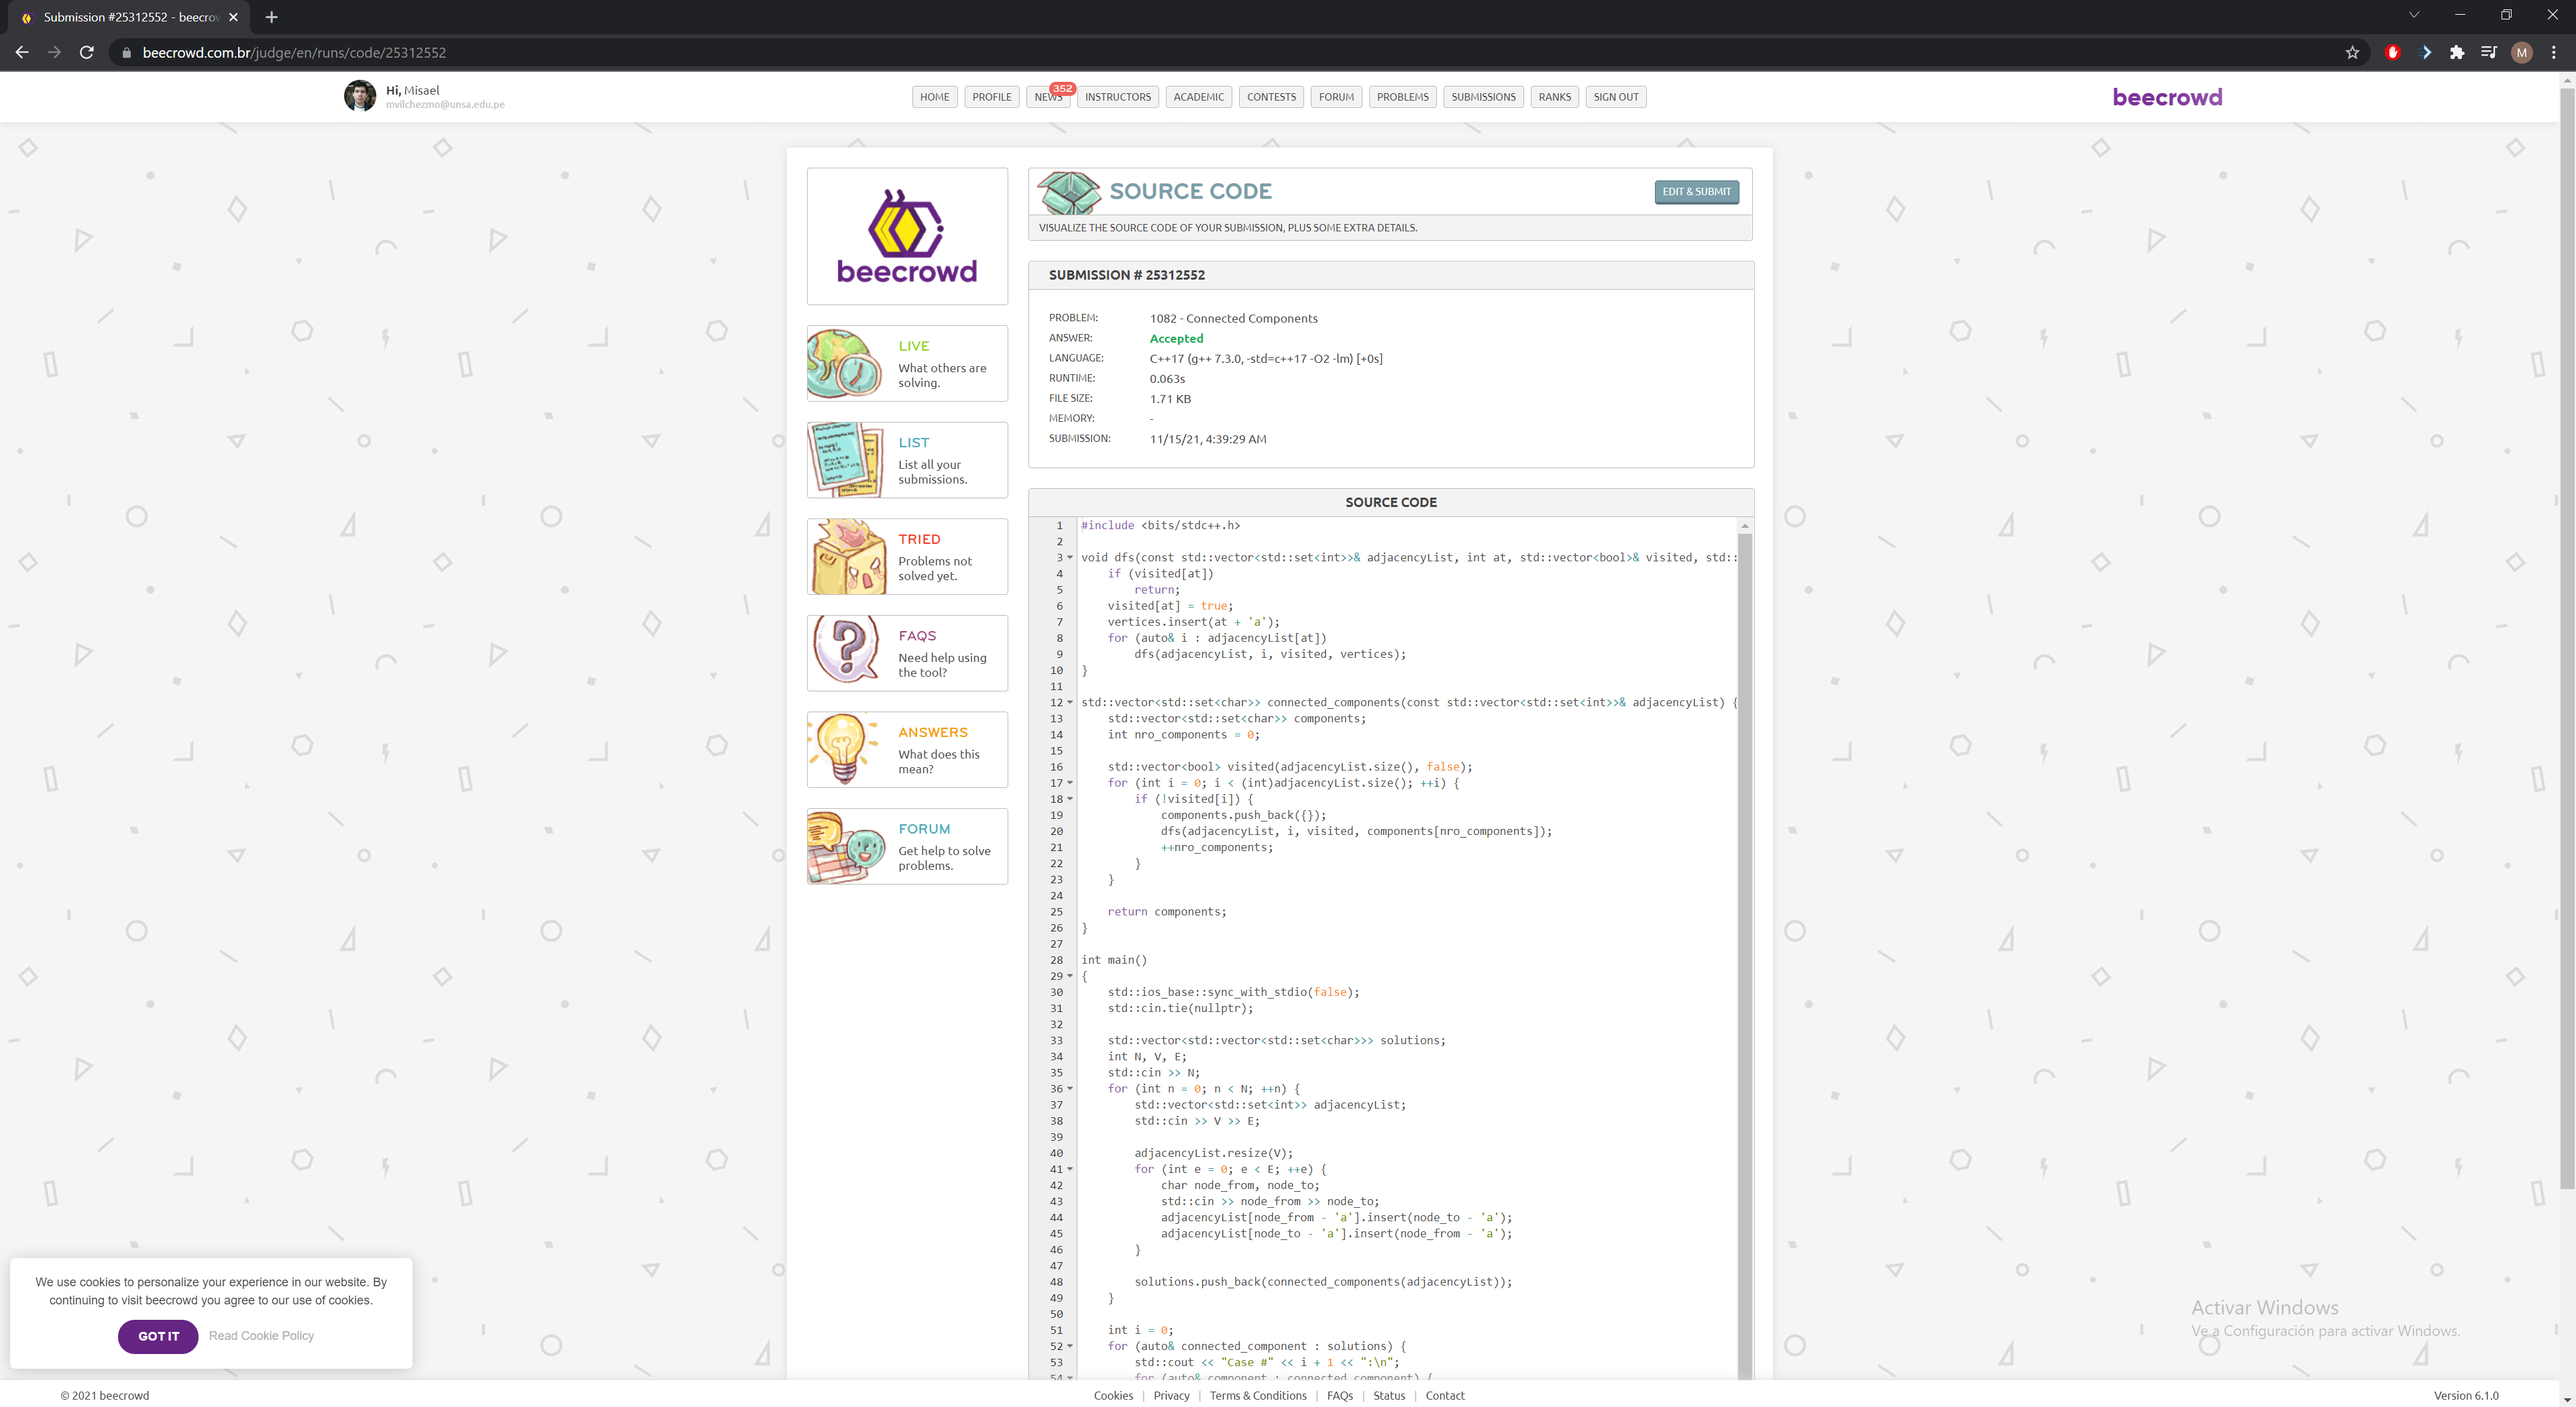 Submission #25312552 - beecrow
beecrowd.com.br/judge/en/runs/code/25312552
M
Hi, Misael
mvilchezmo@unsa.edu.pe
HOME
PROFILE
NEWS
352
INSTRUCTORS
ACADEMIC
CONTESTS
FORUM
PROBLEMS
SUBMISSIONS
RANKS
SIGN OUT
beecrowd
beecrowd
LIVE
What others are
solving.
LIST
List all your
submissions.
TRIED
Problems not
solved yet.
FAQS
Need help using
the tool?
ANSWERS
What does this
mean?
FORUM
Get help to solve
problems.
SOURCE CODE
EDIT & SUBMIT
VISUALIZE THE SOURCE CODE OF YOUR SUBMISSION, PLUS SOME EXTRA DETAILS.
SUBMISSION # 25312552
PROBLEM: 1082 - Connected Components
ANSWER: Accepted
LANGUAGE: C++17 (g++ 7.3.0, -std=c++17 -O2 -lm) [+0s]
RUNTIME: 0.063s
FILE SIZE: 1.71 KB
MEMORY: -
SUBMISSION: 11/15/21, 4:39:29 AM
SOURCE CODE
1 #include <bits/stdc++.h>
2
3 void dfs(const std::vector<std::set<int>>& adjacencyList, int at, std::vector<bool>& visited, std::
4 if (visited[at])
5 return;
6 visited[at] = true;
7 vertices.insert(at + 'a');
8 for (auto& i : adjacencyList[at])
9 dfs(adjacencyList, i, visited, vertices);
10 }
11
12 std::vector<std::set<char>> connected_components(const std::vector<std::set<int>>& adjacencyList) {
13 std::vector<std::set<char>> components;
14 int nro_components = 0;
15
16 std::vector<bool> visited(adjacencyList.size(), false);
17 for (int i = 0; i < (int)adjacencyList.size(); ++i) {
18 if (!visited[i]) {
19 components.push_back({});
20 dfs(adjacencyList, i, visited, components[nro_components]);
21 ++nro_components;
22 }
23 }
24
25 return components;
26 }
27
28 int main()
29 {
30 std::ios_base::sync_with_stdio(false);
31 std::cin.tie(nullptr);
32
33 std::vector<std::vector<std::set<char>>> solutions;
34 int N, V, E;
35 std::cin >> N;
36 for (int n = 0; n < N; ++n) {
37 std::vector<std::set<int>> adjacencyList;
38 std::cin >> V >> E;
39
40 adjacencyList.resize(V);
41 for (int e = 0; e < E; ++e) {
42 char node_from, node_to;
43 std::cin >> node_from >> node_to;
44 adjacencyList[node_from - 'a'].insert(node_to - 'a');
45 adjacencyList[node_to - 'a'].insert(node_from - 'a');
46 }
47
48 solutions.push_back(connected_components(adjacencyList));
49 }
50
51 int i = 0;
52 for (auto& connected_component : solutions) {
53 std::cout << "Case #" << i + 1 << ":\n";
54 for (auto& component : connected_component) {
We use cookies to personalize your experience in our website. By
continuing to visit beecrowd you agree to our use of cookies.
GOT IT
Read Cookie Policy
Activar Windows
Ve a Configuración para activar Windows.
© 2021 beecrowd
Cookies | Privacy | Terms & Conditions | FAQs | Status | Contact
Version 6.1.0